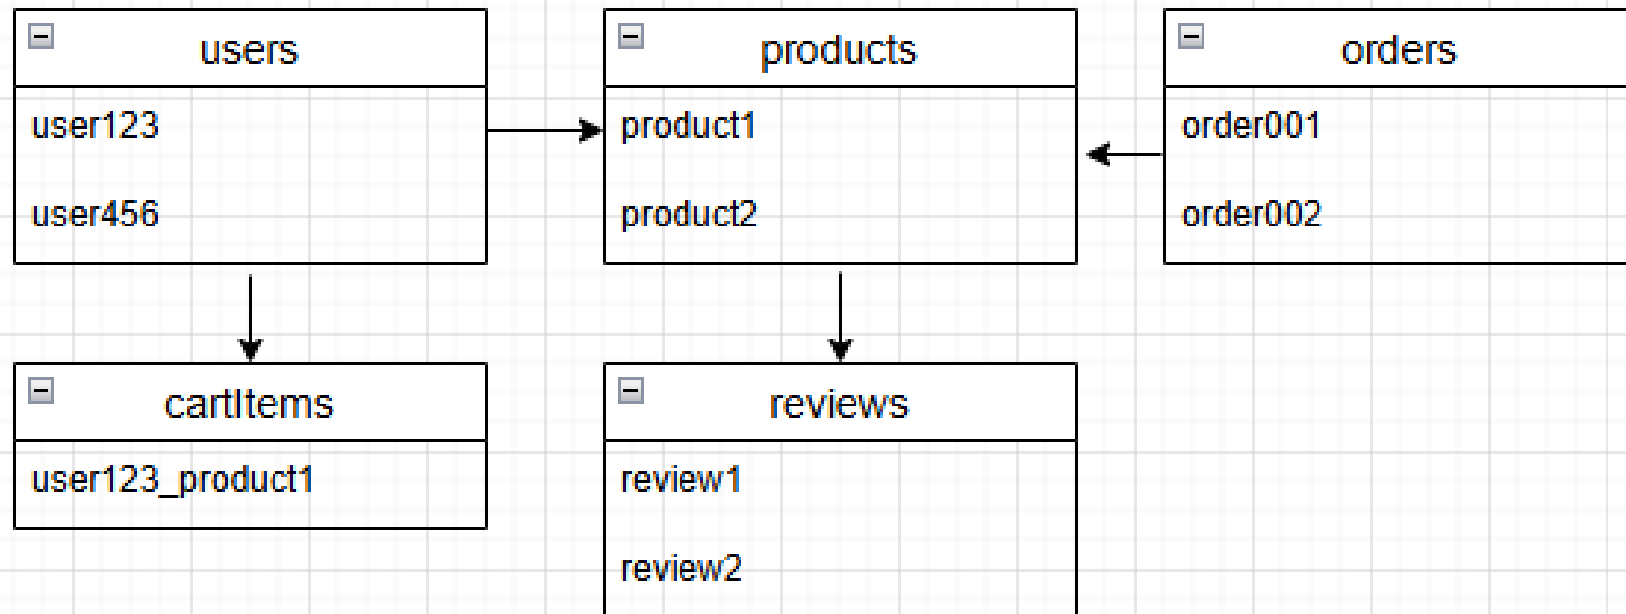 users
user123
user456
products
product1
product2
orders
order001
order002
cartItems
user123_product1
reviews
review1
review2